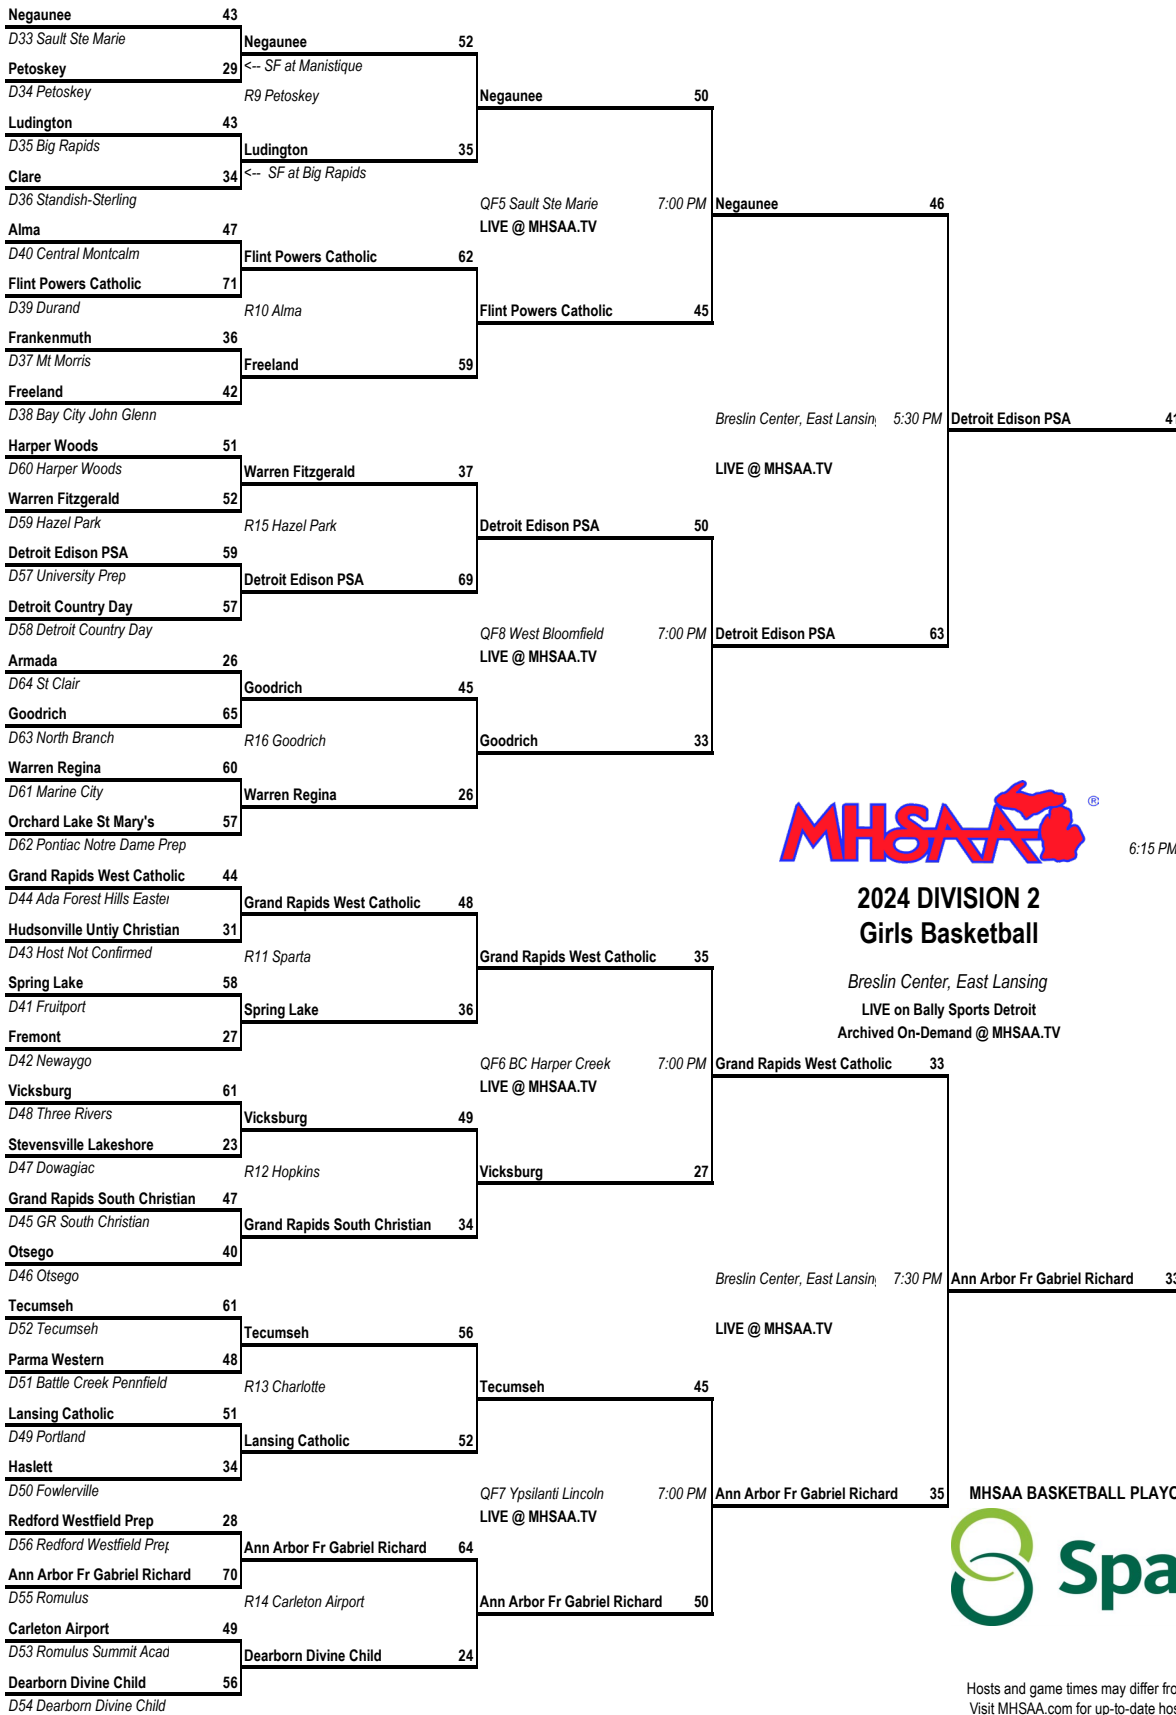 Negaunee 43
D33 Sault Ste Marie
Negaunee 52
Petoskey 29
<-- SF at Manistique
D34 Petoskey
R9 Petoskey
Negaunee 50
Ludington 43
D35 Big Rapids
Ludington 35
Clare 34
<-- SF at Big Rapids
D36 Standish-Sterling
QF5 Sault Ste Marie 7:00 PM
Negaunee 46
LIVE @ MHSAA.TV
Alma 47
D40 Central Montcalm
Flint Powers Catholic 62
Flint Powers Catholic 71
D39 Durand
R10 Alma
Flint Powers Catholic 45
Frankenmuth 36
D37 Mt Morris
Freeland 59
Freeland 42
D38 Bay City John Glenn
Breslin Center, East Lansing 5:30 PM
Detroit Edison PSA 41
Harper Woods 51
D60 Harper Woods
Warren Fitzgerald 37
LIVE @ MHSAA.TV
Warren Fitzgerald 52
D59 Hazel Park
R15 Hazel Park
Detroit Edison PSA 50
Detroit Edison PSA 59
D57 University Prep
Detroit Edison PSA 69
Detroit Country Day 57
D58 Detroit Country Day
QF8 West Bloomfield 7:00 PM
Detroit Edison PSA 63
LIVE @ MHSAA.TV
Armada 26
D64 St Clair
Goodrich 45
Goodrich 65
D63 North Branch
R16 Goodrich
Goodrich 33
Warren Regina 60
D61 Marine City
Warren Regina 26
Orchard Lake St Mary's 57
D62 Pontiac Notre Dame Prep
MHSAA ®
6:15 PM
2024 DIVISION 2
Girls Basketball
Breslin Center, East Lansing
LIVE on Bally Sports Detroit
Archived On-Demand @ MHSAA.TV
Grand Rapids West Catholic 44
D44 Ada Forest Hills Easter
Grand Rapids West Catholic 48
Hudsonville Untiy Christian 31
D43 Host Not Confirmed
R11 Sparta
Grand Rapids West Catholic 35
Spring Lake 58
D41 Fruitport
Spring Lake 36
Fremont 27
D42 Newaygo
QF6 BC Harper Creek 7:00 PM
Grand Rapids West Catholic 33
LIVE @ MHSAA.TV
Vicksburg 61
D48 Three Rivers
Vicksburg 49
Stevensville Lakeshore 23
D47 Dowagiac
R12 Hopkins
Vicksburg 27
Grand Rapids South Christian 47
D45 GR South Christian
Grand Rapids South Christian 34
Otsego 40
D46 Otsego
Breslin Center, East Lansing 7:30 PM
Ann Arbor Fr Gabriel Richard 33
Tecumseh 61
D52 Tecumseh
Tecumseh 56
LIVE @ MHSAA.TV
Parma Western 48
D51 Battle Creek Pennfield
R13 Charlotte
Tecumseh 45
Lansing Catholic 51
D49 Portland
Lansing Catholic 52
Haslett 34
D50 Fowlerville
QF7 Ypsilanti Lincoln 7:00 PM
Ann Arbor Fr Gabriel Richard 35
LIVE @ MHSAA.TV
MHSAA BASKETBALL PLAYO
Spa
Redford Westfield Prep 28
D56 Redford Westfield Prep
Ann Arbor Fr Gabriel Richard 64
Ann Arbor Fr Gabriel Richard 70
D55 Romulus
R14 Carleton Airport
Ann Arbor Fr Gabriel Richard 50
Carleton Airport 49
D53 Romulus Summit Acad
Dearborn Divine Child 24
Dearborn Divine Child 56
D54 Dearborn Divine Child
Hosts and game times may differ fro
Visit MHSAA.com for up-to-date hos